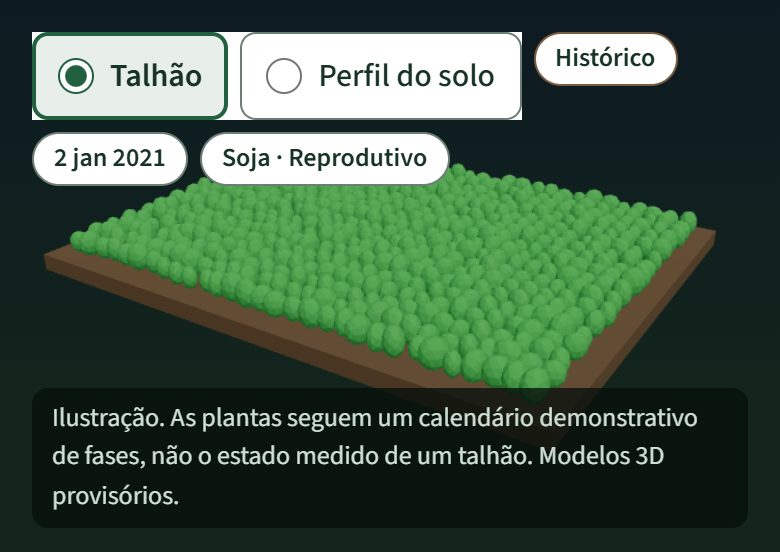 Talhão
Perfil do solo
Histórico
2 jan 2021
Soja · Reprodutivo
Ilustração. As plantas seguem um calendário demonstrativo
de fases, não o estado medido de um talhão. Modelos 3D
provisórios.